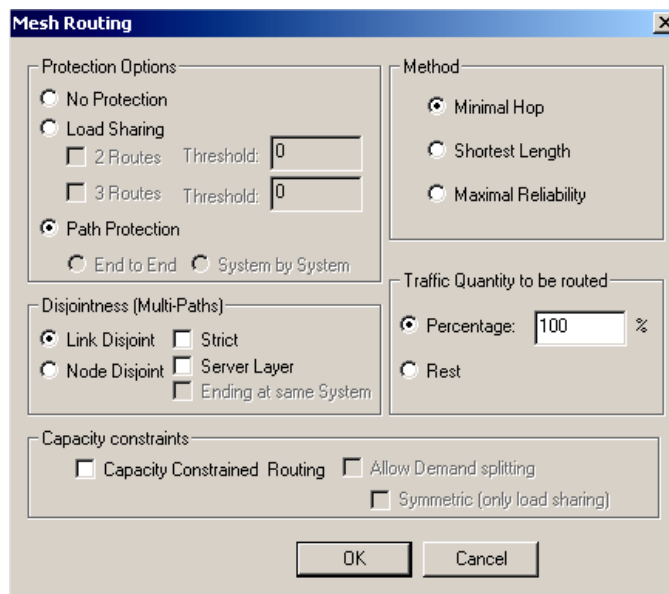 Mesh Routing
Protection Options
No Protection
Load Sharing
2 Routes Threshold: 0
3 Routes Threshold: 0
Path Protection
End to End System by System
Method
Minimal Hop
Shortest Length
Maximal Reliability
Disjointness (Multi-Paths)
Link Disjoint Strict
Node Disjoint Server Layer
Ending at same System
Traffic Quantity to be routed
Percentage: 100 %
Rest
Capacity constraints
Capacity Constrained Routing Allow Demand splitting
Symmetric (only load sharing)
OK Cancel